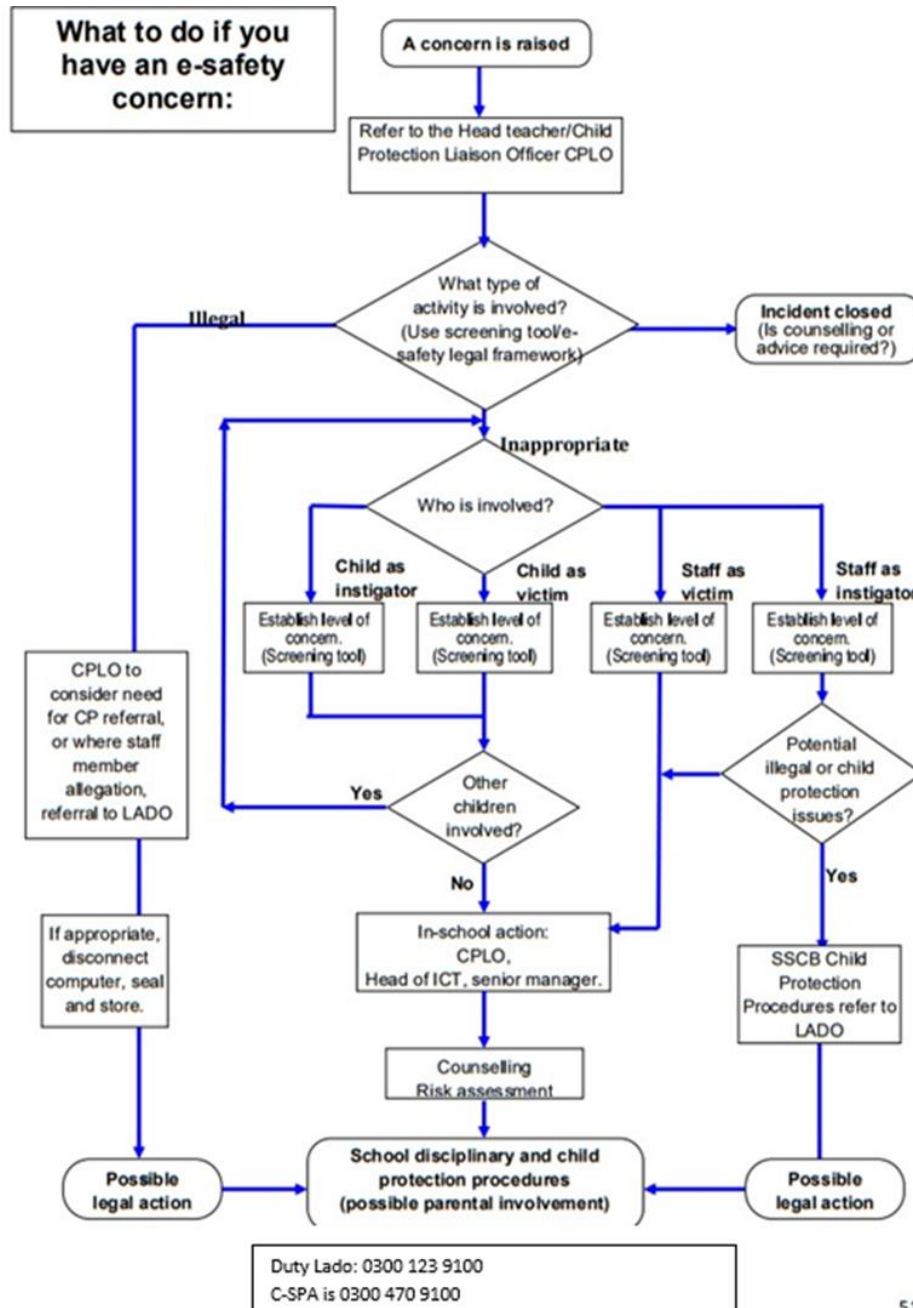 What to do if you
have an e-safety
concern:
A concern is raised
Refer to the Head teacher/Child
Protection Liaison Officer CPLO
What type of
activity is involved?
(Use screening tool/e-
safety legal framework)
Illegal
Incident closed
(Is counselling or
advice required?)
Inappropriate
Who is involved?
Child as
instigator
Child as
victim
Staff as
victim
Staff as
instigator
Establish level of
concern.
(Screening tool)
Establish level of
concern.
(Screening tool)
Establish level of
concern.
(Screening tool)
Establish level of
concern.
(Screening tool)
CPLO to
consider need
for CP referral,
or where staff
member
allegation,
referral to LADO
Potential
illegal or child
protection
issues?
Yes
Other
children
involved?
Yes
No
If appropriate,
disconnect
computer, seal
and store.
In-school action:
CPLO,
Head of ICT, senior manager.
SSCB Child
Protection
Procedures refer to
LADO
Counselling
Risk assessment
Possible
legal action
School disciplinary and child
protection procedures
(possible parental involvement)
Possible
legal action
Duty Lado: 0300 123 9100
C-SPA is 0300 470 9100